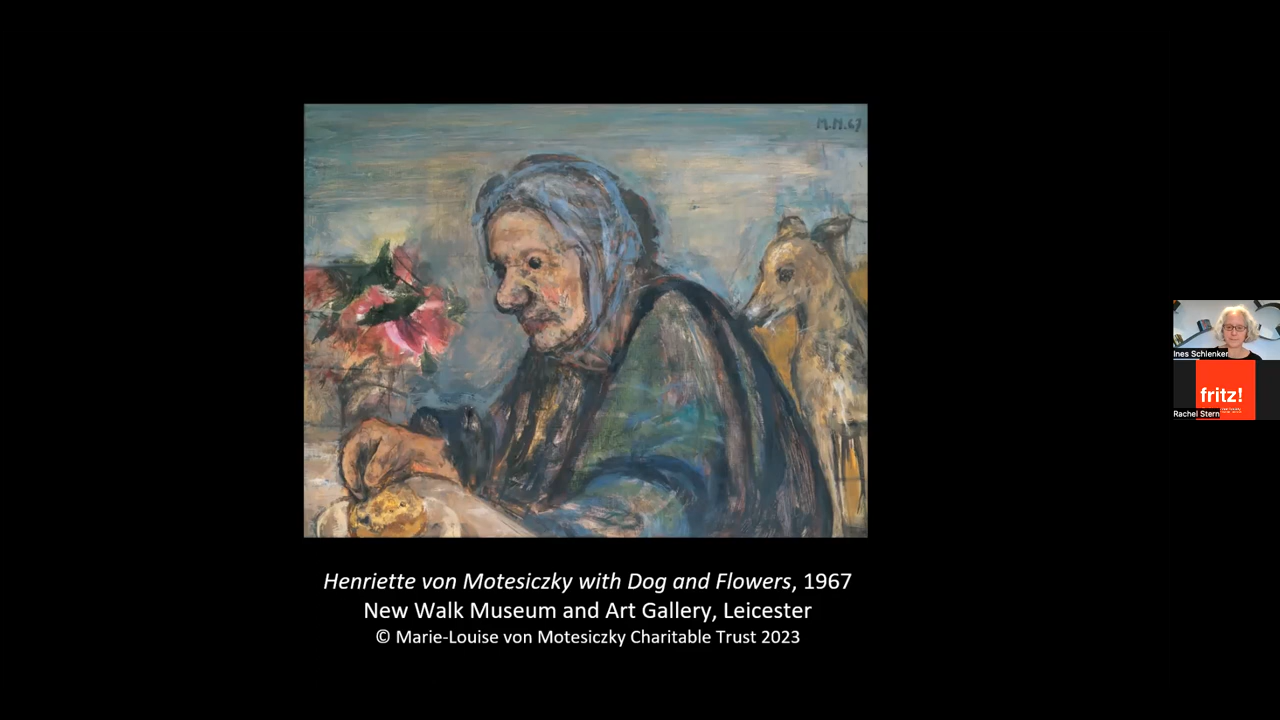 M.M.67
Henriette von Motesiczky with Dog and Flowers, 1967
New Walk Museum and Art Gallery, Leicester
© Marie-Louise von Motesiczky Charitable Trust 2023
Ines Schlenker
fritz!
Rachel Stern